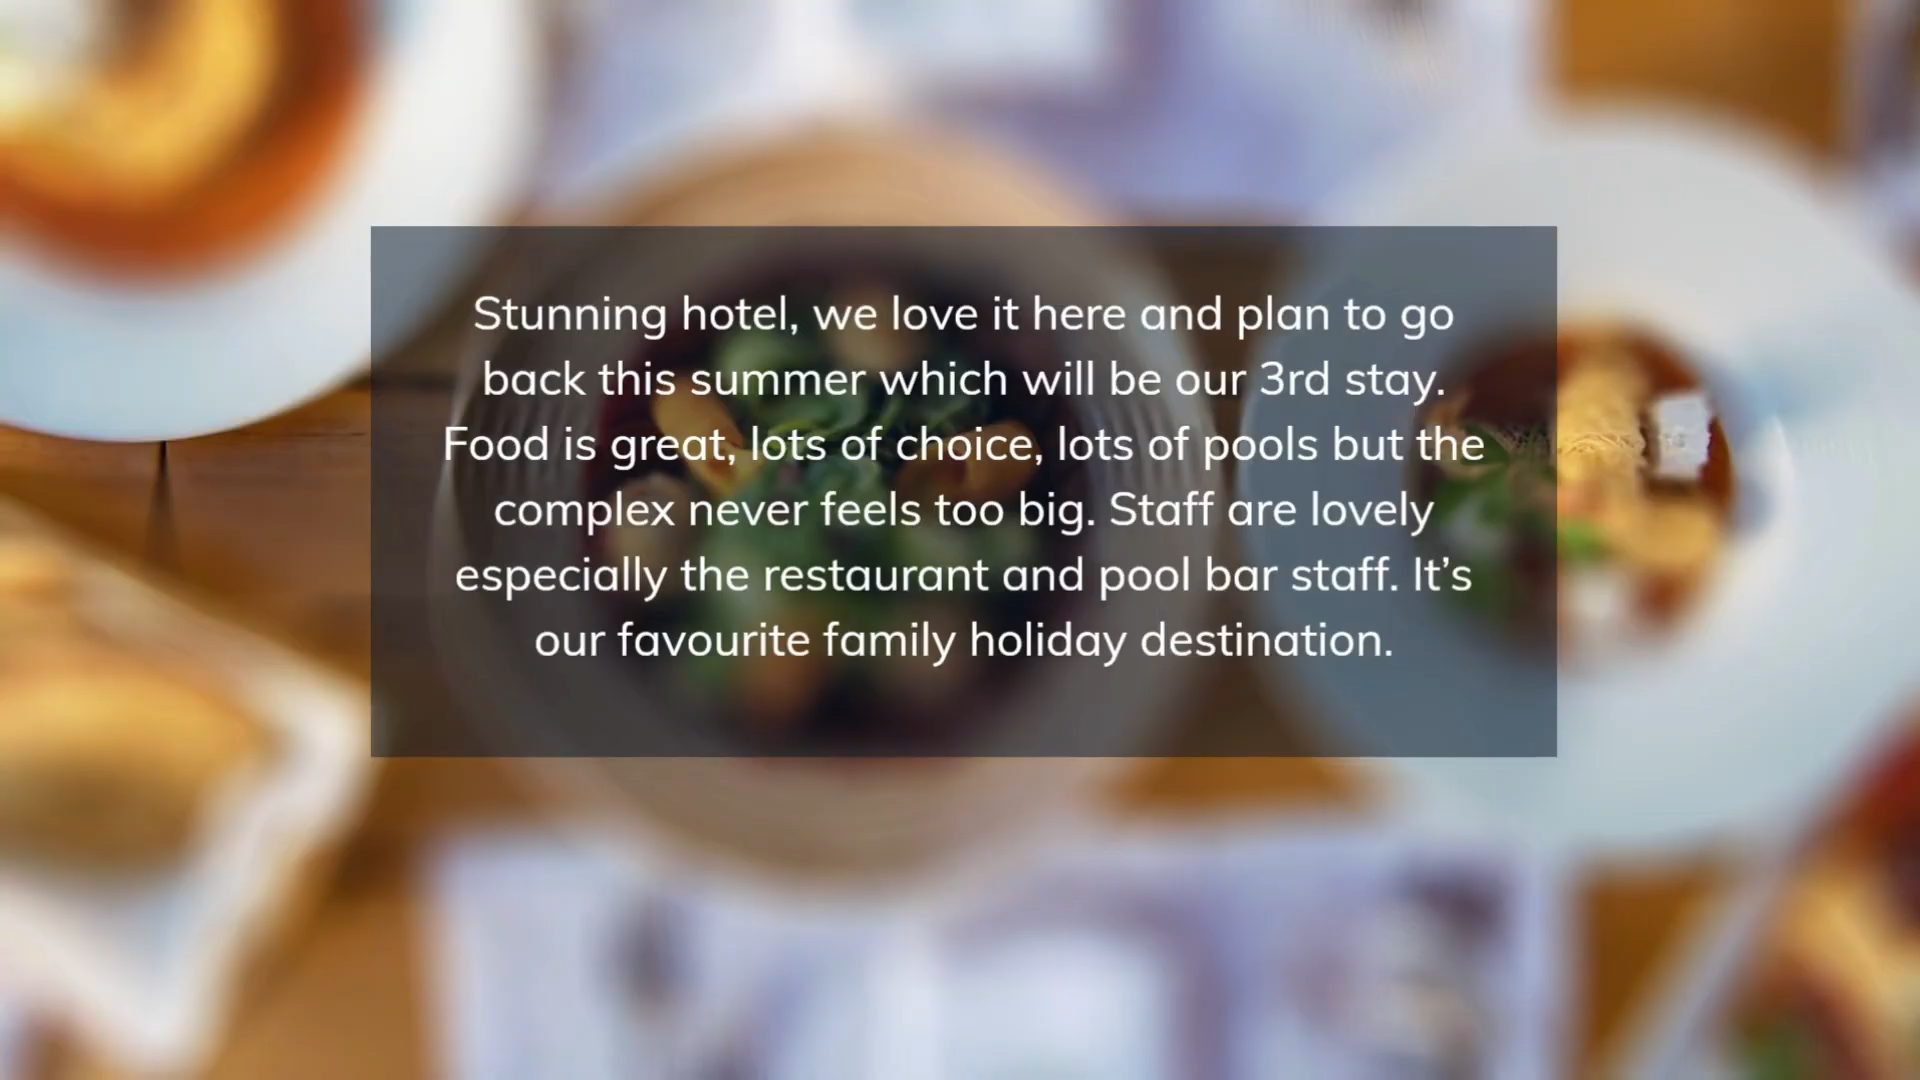 Stunning hotel, we love it here and plan to go
back this summer which will be our 3rd stay.
Food is great, lots of choice, lots of pools but the
complex never feels too big. Staff are lovely
especially the restaurant and pool bar staff. It’s
our favourite family holiday destination.